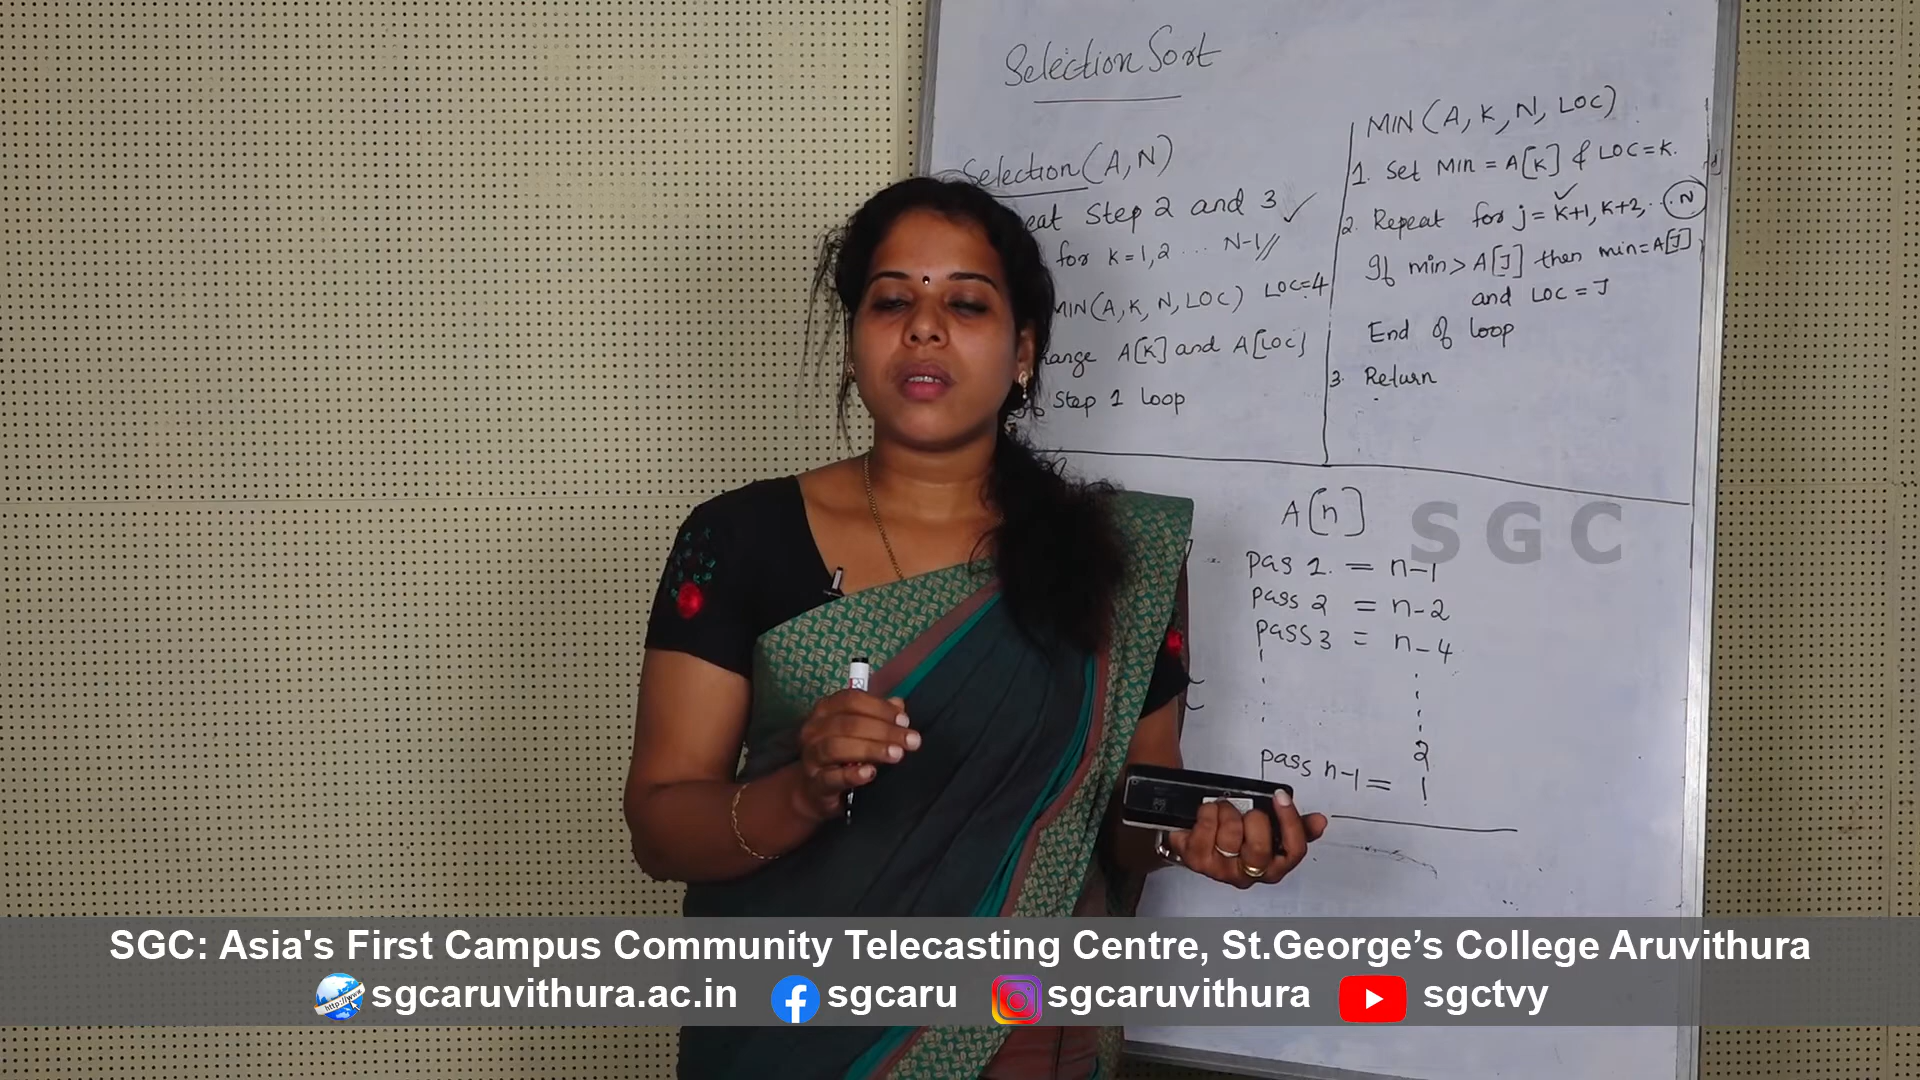 Selection Sort
Selection (A, N)
eat Step 2 and 3 ✓
for k = 1, 2 ... N-1//
MIN(A, K, N, LOC) LOC=4
hange A[K] and A[LOC]
Step 1 loop
MIN (A, K, N, LOC)
1. Set MIN = A[K] & LOC = K.
2. Repeat for j = K+1, K+2, .. N
If min > A[J] then min = A[J]
and LOC = J
End of loop
3. Return
A[n]
SGC
pas 1. = n-1
pass 2 = n-2
pass 3 = n-4
2
pass n-1 = 1
SGC: Asia's First Campus Community Telecasting Centre, St.George’s College Aruvithura
http://www
sgcaruvithura.ac.in sgcaru sgcaruvithura sgctvy